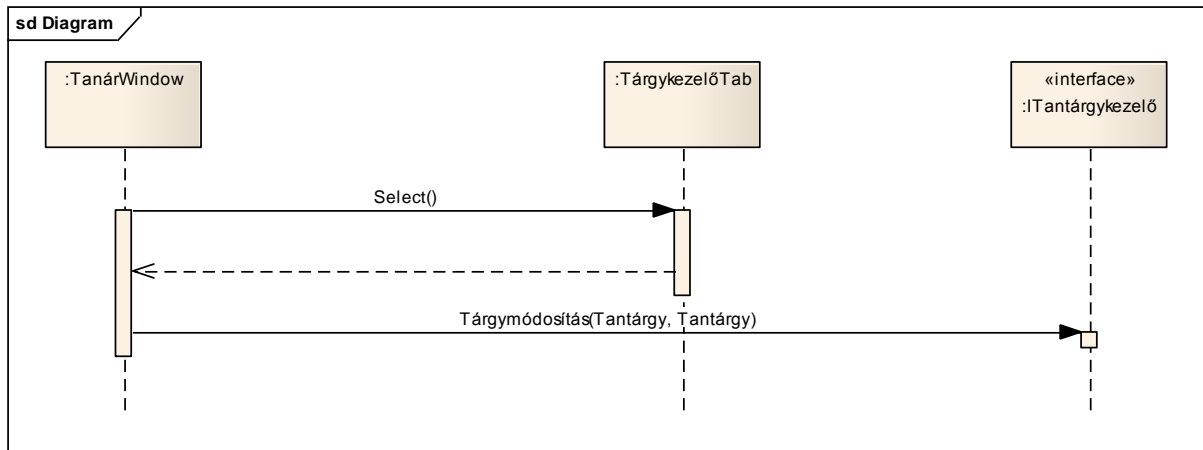 sd Diagram
:TanárWindow
:TárgykezelőTab
«interface»
:ITantárgykezelő
Select()
Tárgymódosítás(Tantárgy, Tantárgy)